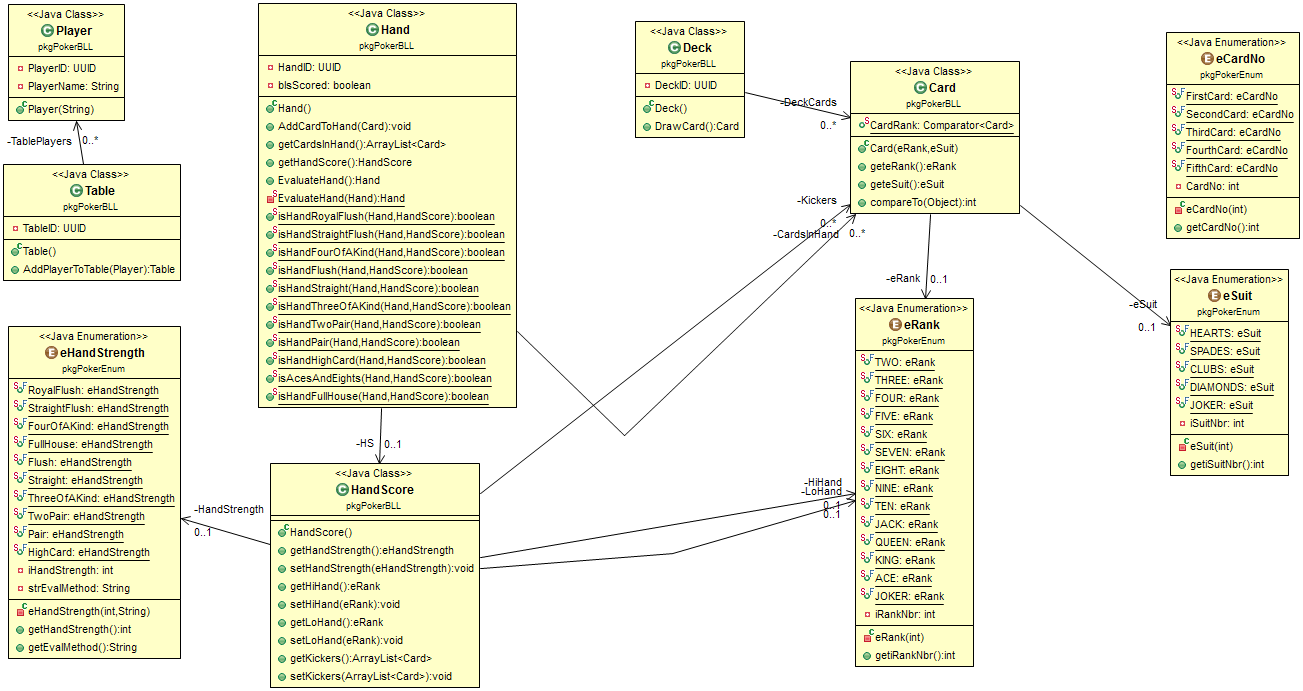 <<Java Class>>
Player
pkgPokerBLL
PlayerID: UUID
PlayerName: String
Player(String)
-TablePlayers
0..*
<<Java Class>>
Table
pkgPokerBLL
TableID: UUID
Table()
AddPlayerToTable(Player):Table
<<Java Enumeration>>
eHandStrength
pkgPokerEnum
RoyalFlush: eHandStrength
StraightFlush: eHandStrength
FourOfAKind: eHandStrength
FullHouse: eHandStrength
Flush: eHandStrength
Straight: eHandStrength
ThreeOfAKind: eHandStrength
TwoPair: eHandStrength
Pair: eHandStrength
HighCard: eHandStrength
iHandStrength: int
strEvalMethod: String
eHandStrength(int,String)
getHandStrength():int
getEvalMethod():String
<<Java Class>>
Hand
pkgPokerBLL
HandID: UUID
bIsScored: boolean
Hand()
AddCardToHand(Card):void
getCardsInHand():ArrayList<Card>
getHandScore():HandScore
EvaluateHand():Hand
EvaluateHand(Hand):Hand
isHandRoyalFlush(Hand,HandScore):boolean
isHandStraightFlush(Hand,HandScore):boolean
isHandFourOfAKind(Hand,HandScore):boolean
isHandFlush(Hand,HandScore):boolean
isHandStraight(Hand,HandScore):boolean
isHandThreeOfAKind(Hand,HandScore):boolean
isHandTwoPair(Hand,HandScore):boolean
isHandPair(Hand,HandScore):boolean
isHandHighCard(Hand,HandScore):boolean
isAcesAndEights(Hand,HandScore):boolean
isHandFullHouse(Hand,HandScore):boolean
-HS
0..1
<<Java Class>>
HandScore
pkgPokerBLL
HandScore()
getHandStrength():eHandStrength
setHandStrength(eHandStrength):void
getHiHand():eRank
setHiHand(eRank):void
getLoHand():eRank
setLoHand(eRank):void
getKickers():ArrayList<Card>
setKickers(ArrayList<Card>):void
-HandStrength
0..1
<<Java Class>>
Deck
pkgPokerBLL
DeckID: UUID
Deck()
DrawCard():Card
-DeckCards
0..*
-Kickers
0..*
-CardsInHand
0..*
<<Java Class>>
Card
pkgPokerBLL
CardRank: Comparator<Card>
Card(eRank,eSuit)
geteRank():eRank
geteSuit():eSuit
compareTo(Object):int
-eRank
0..1
-HiHand
-LoHand
0..1
0..1
<<Java Enumeration>>
eRank
pkgPokerEnum
TWO: eRank
THREE: eRank
FOUR: eRank
FIVE: eRank
SIX: eRank
SEVEN: eRank
EIGHT: eRank
NINE: eRank
TEN: eRank
JACK: eRank
QUEEN: eRank
KING: eRank
ACE: eRank
JOKER: eRank
iRankNbr: int
eRank(int)
getiRankNbr():int
<<Java Enumeration>>
eCardNo
pkgPokerEnum
FirstCard: eCardNo
SecondCard: eCardNo
ThirdCard: eCardNo
FourthCard: eCardNo
FifthCard: eCardNo
CardNo: int
eCardNo(int)
getCardNo():int
-eSuit
0..1
<<Java Enumeration>>
eSuit
pkgPokerEnum
HEARTS: eSuit
SPADES: eSuit
CLUBS: eSuit
DIAMONDS: eSuit
JOKER: eSuit
iSuitNbr: int
eSuit(int)
getiSuitNbr():int